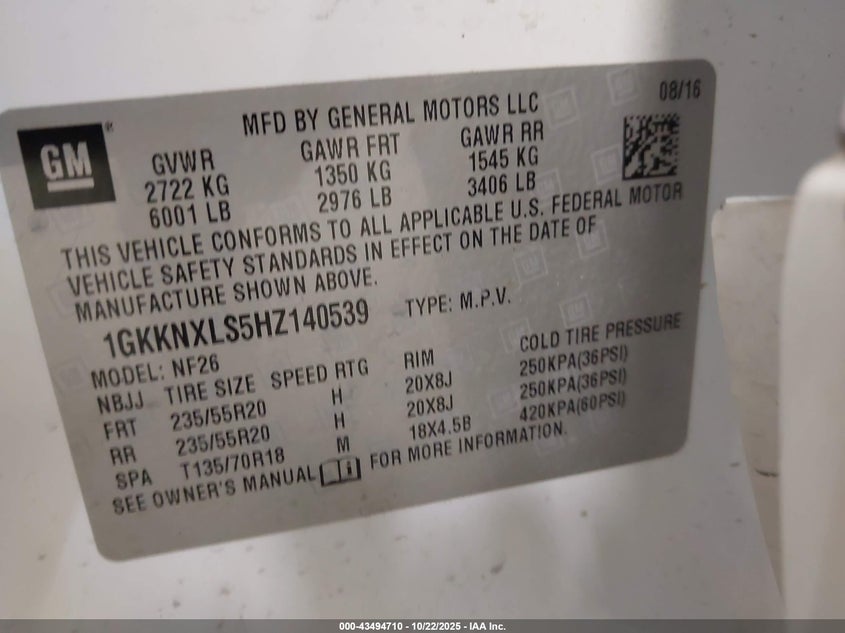 GM
®
MFD BY GENERAL MOTORS LLC
08/16
GVWR
2722 KG
6001 LB
GAWR FRT
1350 KG
2976 LB
GAWR RR
1545 KG
3406 LB
THIS VEHICLE CONFORMS TO ALL APPLICABLE U.S. FEDERAL MOTOR
VEHICLE SAFETY STANDARDS IN EFFECT ON THE DATE OF
MANUFACTURE SHOWN ABOVE.
1GKKNXLS5HZ140539 TYPE: M.P.V.
MODEL: NF26
NBJJ TIRE SIZE SPEED RTG RIM COLD TIRE PRESSURE
FRT 235/55R20 H 20X8J 250KPA(36PSI)
RR 235/55R20 H 20X8J 250KPA(36PSI)
SPA T135/70R18 M 18X4.5B 420KPA(60PSI)
SEE OWNER'S MANUAL FOR MORE INFORMATION.
000-43494710 - 10/22/2025 - IAA Inc.